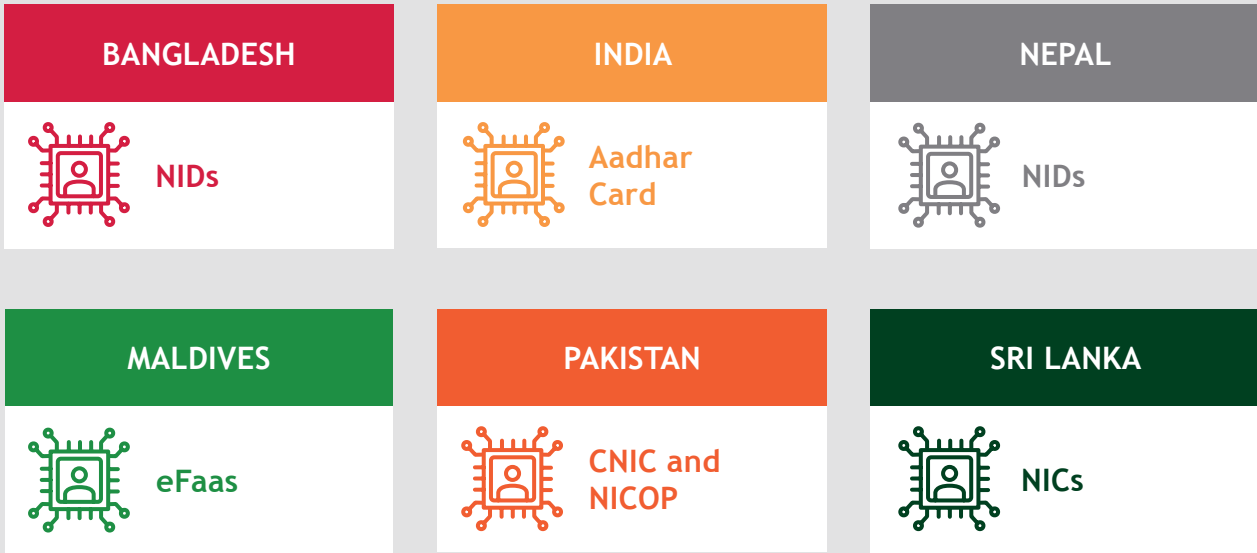 BANGLADESH
INDIA
NEPAL
NIDs
Aadhar
Card
NIDs
MALDIVES
PAKISTAN
SRI LANKA
eFaas
CNIC and
NICOP
NICs